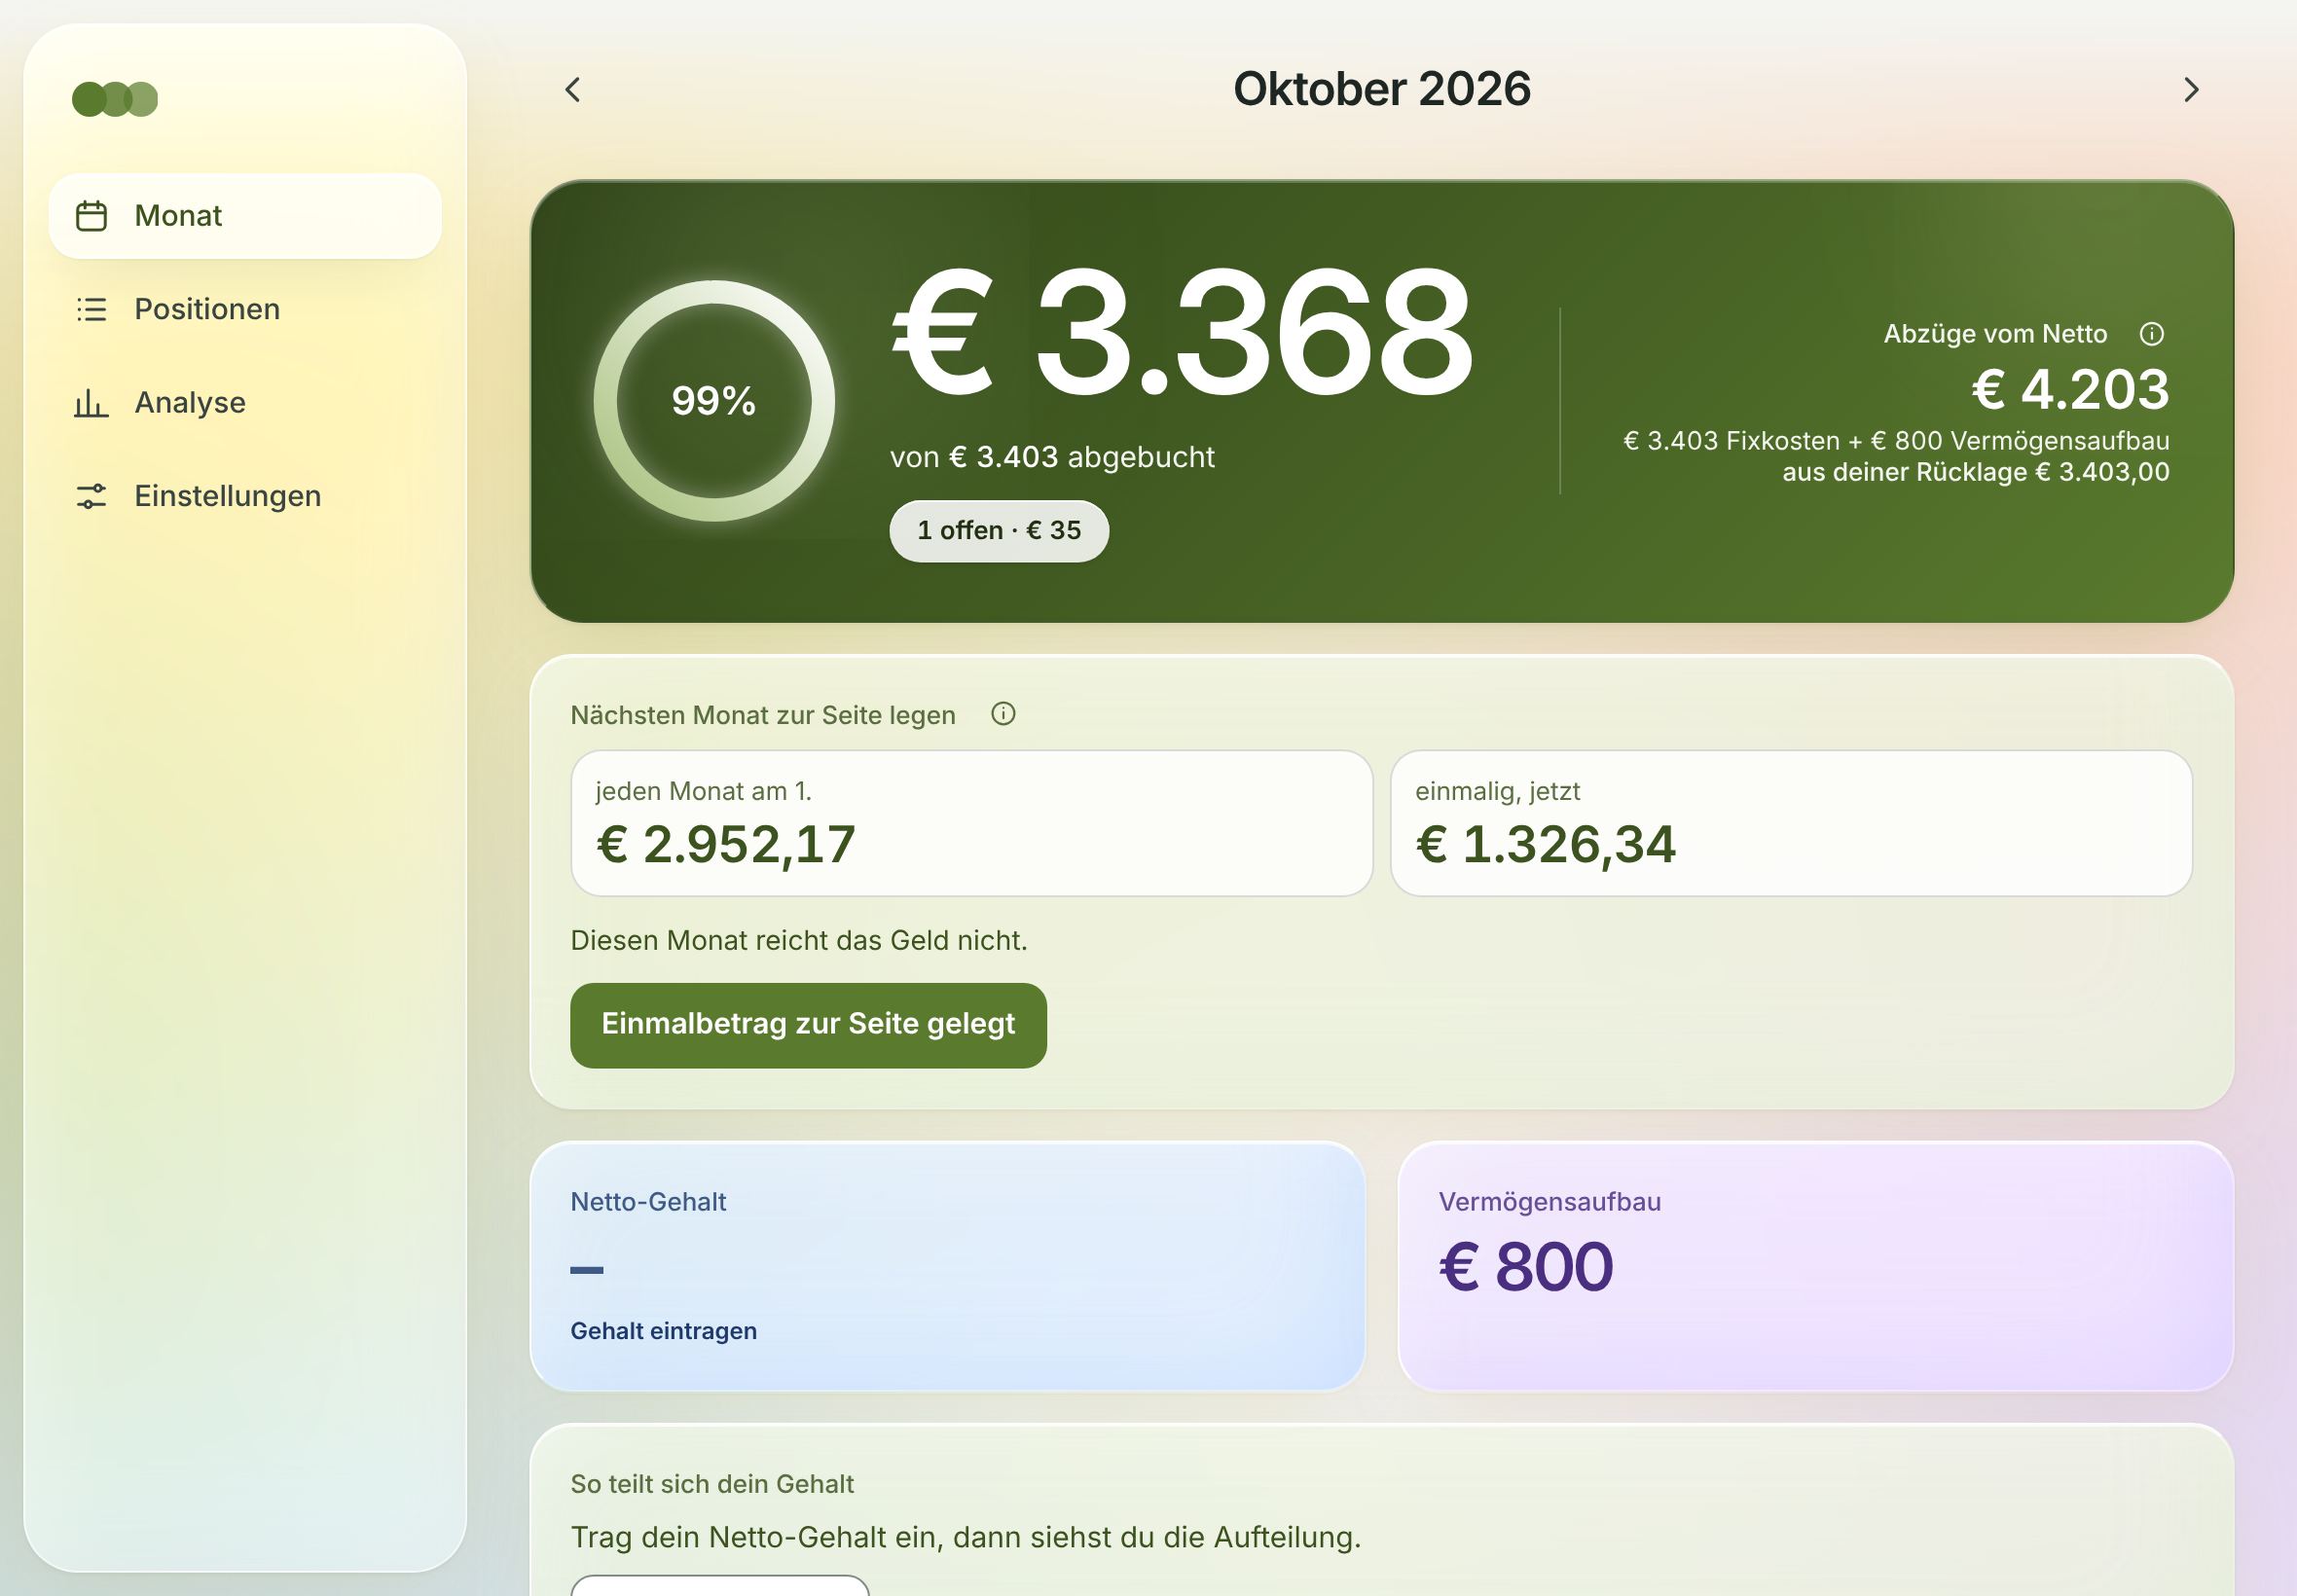 Oktober 2026
Monat
Positionen
Analyse
Einstellungen
99%
€ 3.368
von € 3.403 abgebucht
1 offen · € 35
Abzüge vom Netto
€ 4.203
€ 3.403 Fixkosten + € 800 Vermögensaufbau
aus deiner Rücklage € 3.403,00
Nächsten Monat zur Seite legen
jeden Monat am 1.
€ 2.952,17
einmalig, jetzt
€ 1.326,34
Diesen Monat reicht das Geld nicht.
Einmalbetrag zur Seite gelegt
Netto-Gehalt
–
Gehalt eintragen
Vermögensaufbau
€ 800
So teilt sich dein Gehalt
Trag dein Netto-Gehalt ein, dann siehst du die Aufteilung.